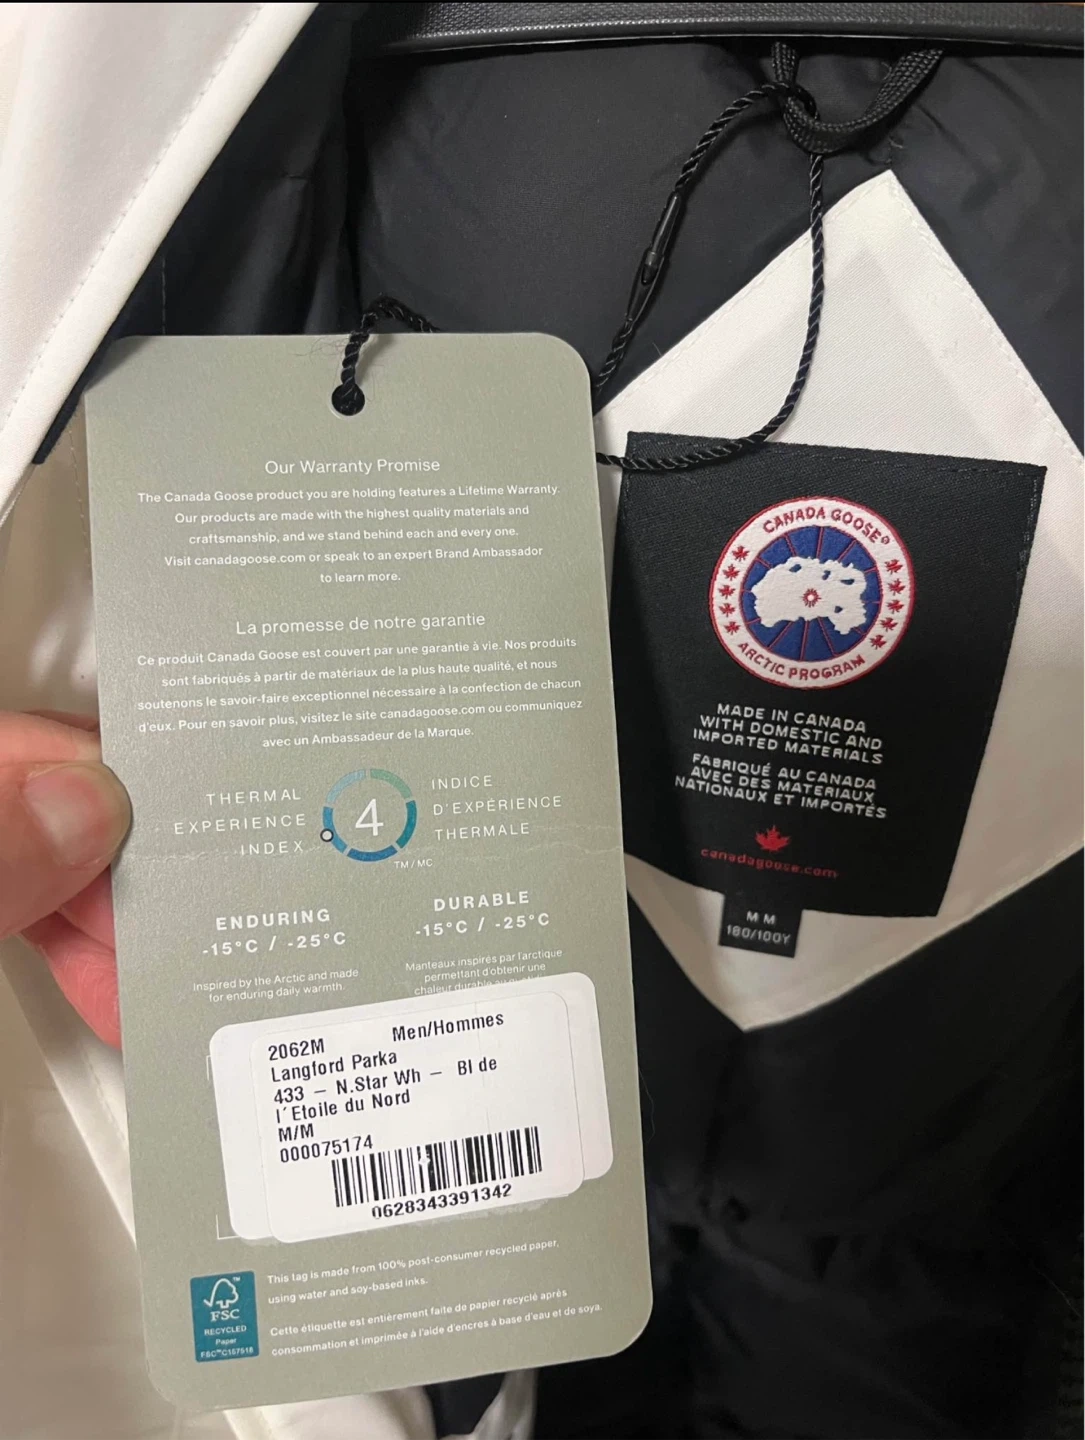 Our Warranty Promise
The Canada Goose product you are holding features a Lifetime Warranty.
Our products are made with the highest quality materials and
craftsmanship, and we stand behind each and every one.
Visit canadagoose.com or speak to an expert Brand Ambassador
to learn more.
La promesse de notre garantie
Ce produit Canada Goose est couvert par une garantie à vie. Nos produits
sont fabriqués à partir de matériaux de la plus haute qualité, et nous
soutenons le savoir-faire exceptionnel nécessaire à la confection de chacun
d'eux. Pour en savoir plus, visitez le site canadagoose.com ou communiquez
avec un Ambassadeur de la Marque.
THERMAL
EXPERIENCE
INDEX
4
INDICE
D'EXPÉRIENCE
THERMALE
TM / MC
ENDURING
-15°C / -25°C
Inspired by the Arctic and made
for enduring daily warmth.
DURABLE
-15°C / -25°C
Manteaux inspirés par l'arctique
permettant d'obtenir une
chaleur durable au
2062M Men/Hommes
Langford Parka
433 – N.Star Wh – Bl de
l'Etoile du Nord
M/M
000075174
0628343391342
FSC
RECYCLED
Paper
FSC™C157518
This tag is made from 100% post-consumer recycled paper,
using water and soy-based inks.
Cette étiquette est entièrement faite de papier recyclé après
consommation et imprimée à l'aide d'encres à base d'eau et de soya.
CANADA GOOSE®
ARCTIC PROGRAM
MADE IN CANADA
WITH DOMESTIC AND
IMPORTED MATERIALS
FABRIQUÉ AU CANADA
AVEC DES MATERIAUX
NATIONAUX ET IMPORTÉS
canadagoose.com
M M
180/100Y